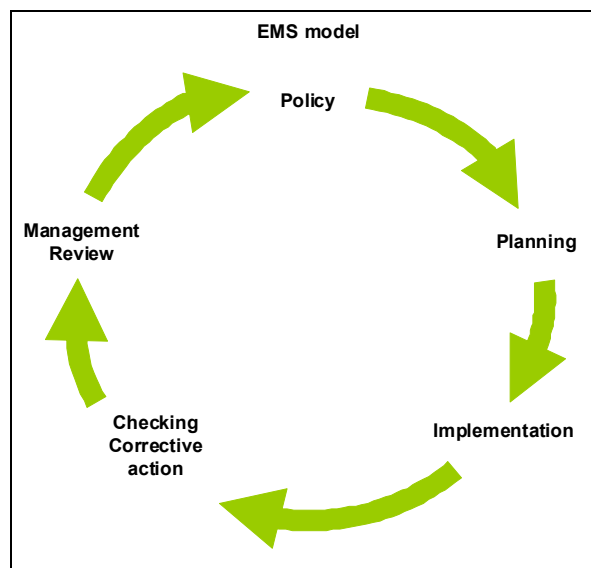 EMS model
Policy
Planning
Implementation
Checking
Corrective
action
Management
Review